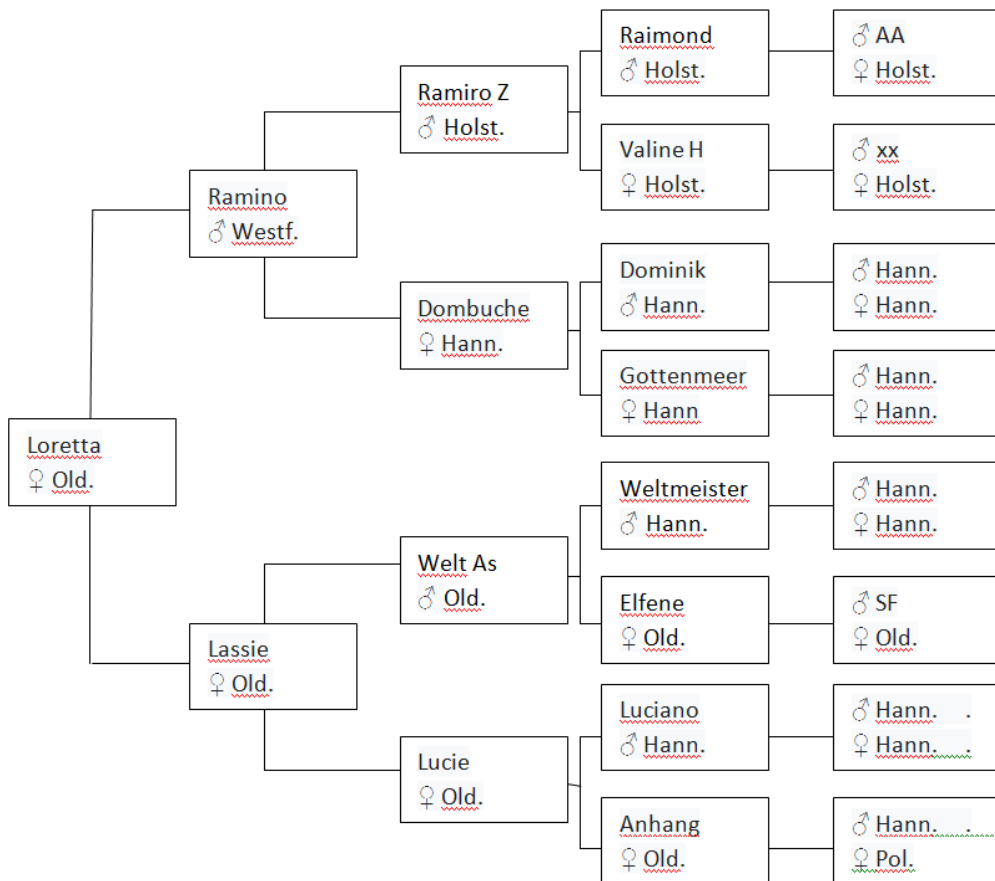 Loretta
♀ Old.
Ramino
♂ Westf.
Lassie
♀ Old.
Ramiro Z
♂ Holst.
Dombuche
♀ Hann.
Welt As
♂ Old.
Lucie
♀ Old.
Raimond
♂ Holst.
Valine H
♀ Holst.
Dominik
♂ Hann.
Gottenmeer
♀ Hann
Weltmeister
♂ Hann.
Elfene
♀ Old.
Luciano
♂ Hann.
Anhang
♀ Old.
♂ AA
♀ Holst.
♂ xx
♀ Holst.
♂ Hann.
♀ Hann.
♂ Hann.
♀ Hann.
♂ Hann.
♀ Hann.
♂ SF
♀ Old.
♂ Hann. .
♀ Hann. .
♂ Hann. .
♀ Pol.